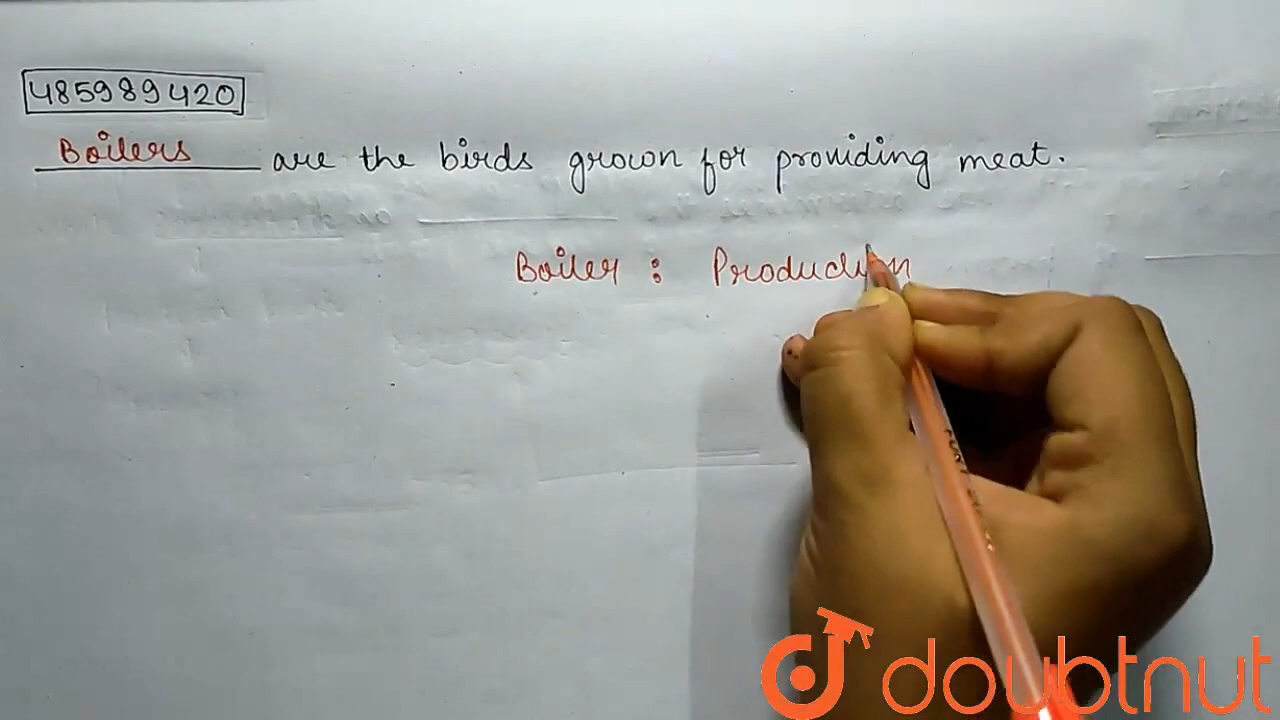 485989420
Boilers are the birds grown for providing meat.
Boiler : Production
doubtnut